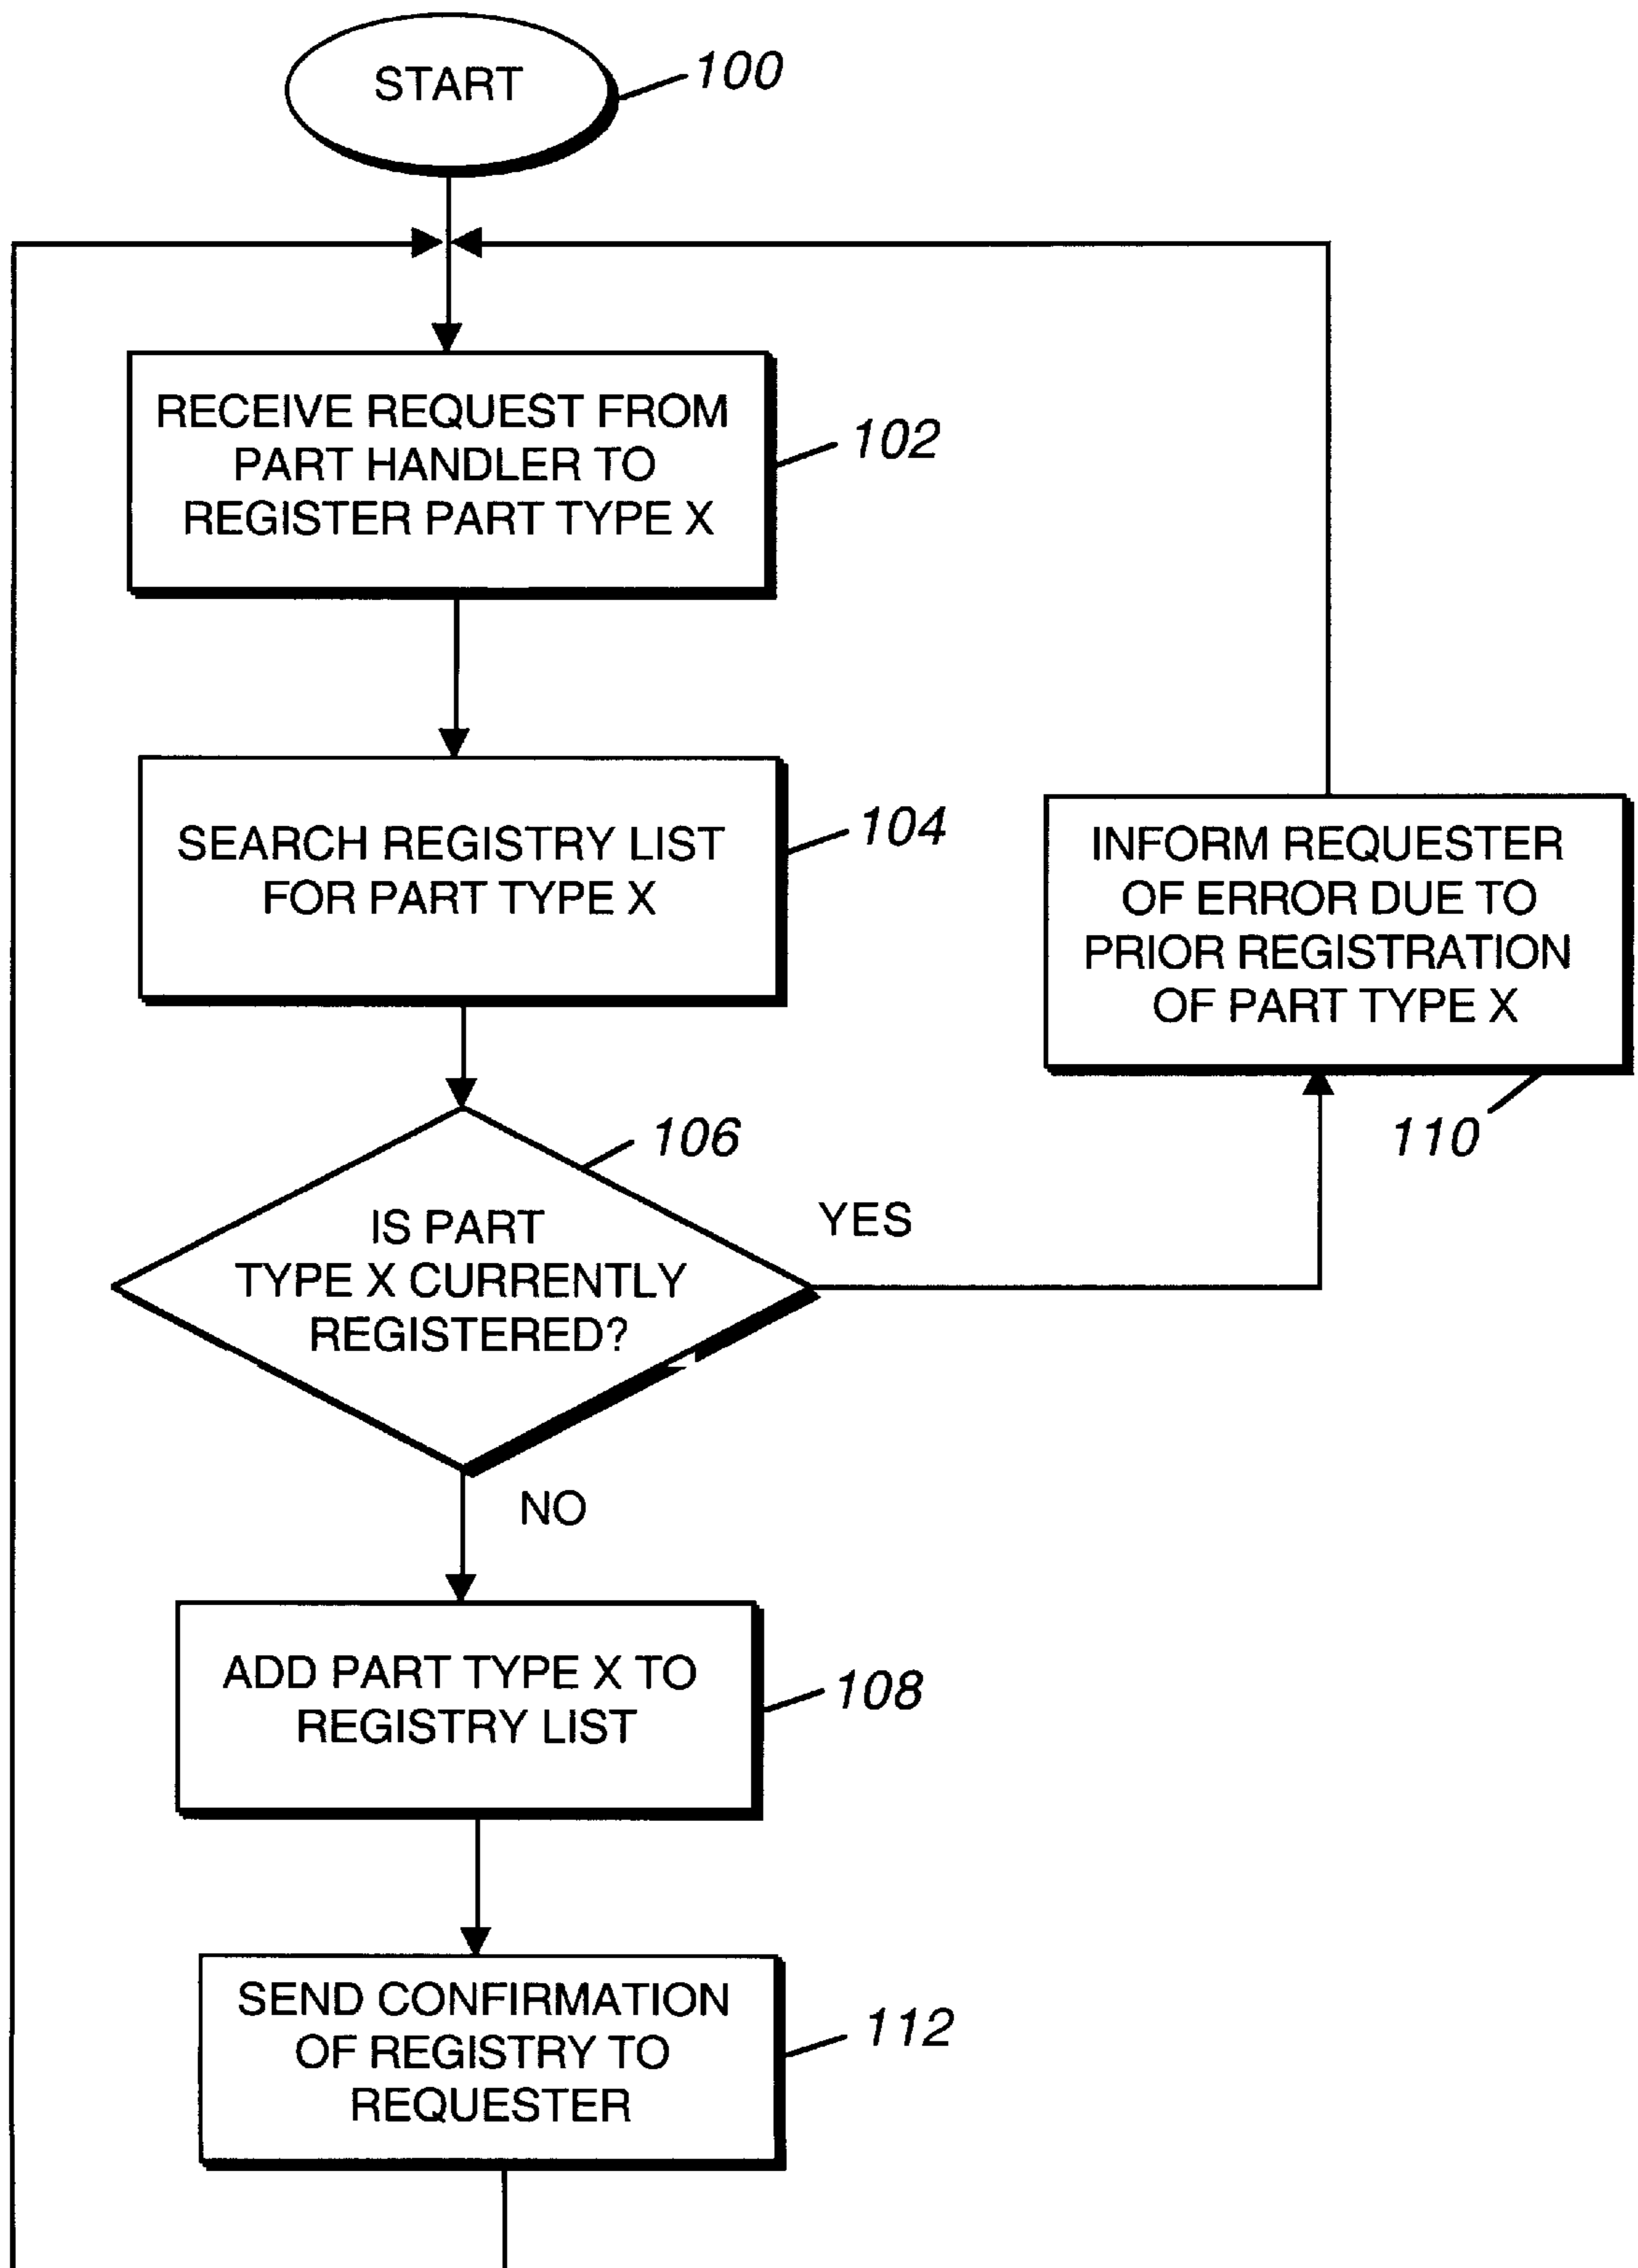 START
100
RECEIVE REQUEST FROM
PART HANDLER TO
REGISTER PART TYPE X
102
SEARCH REGISTRY LIST
FOR PART TYPE X
104
INFORM REQUESTER
OF ERROR DUE TO
PRIOR REGISTRATION
OF PART TYPE X
110
106
IS PART
TYPE X CURRENTLY
REGISTERED?
YES
NO
ADD PART TYPE X TO
REGISTRY LIST
108
SEND CONFIRMATION
OF REGISTRY TO
REQUESTER
112